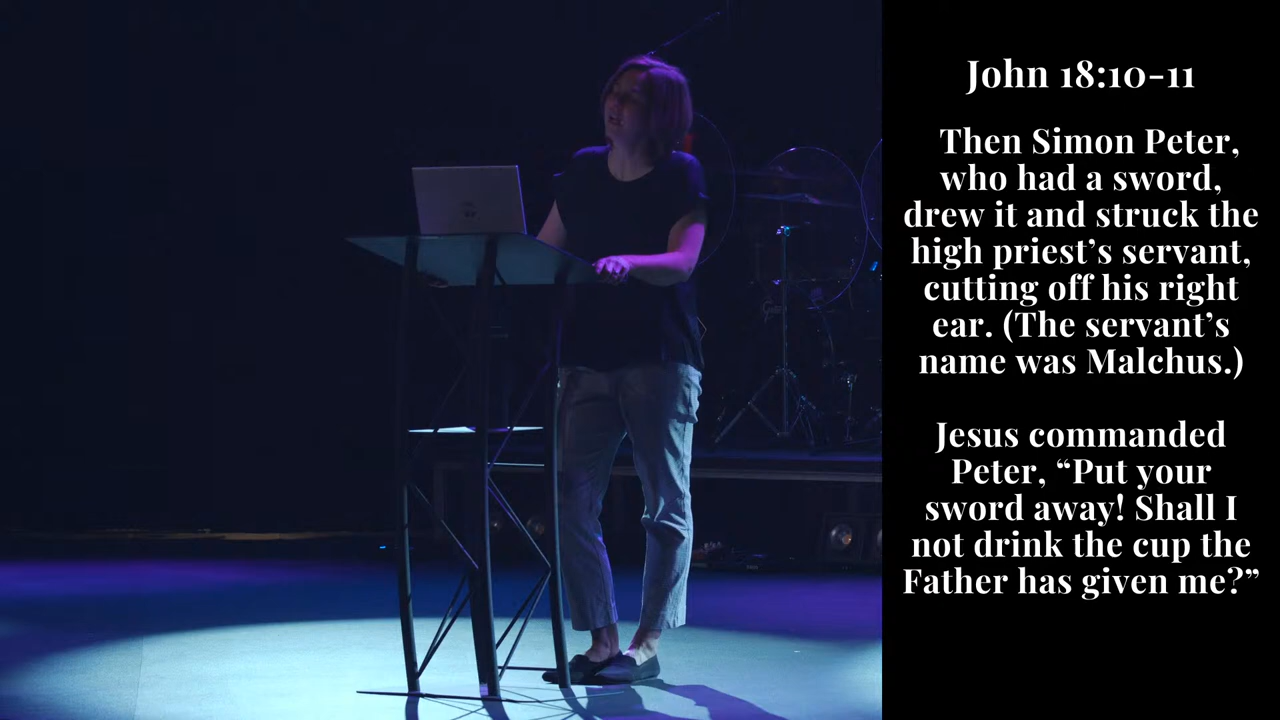 John 18:10-11
Then Simon Peter,
who had a sword,
drew it and struck the
high priest’s servant,
cutting off his right
ear. (The servant’s
name was Malchus.)
Jesus commanded
Peter, “Put your
sword away! Shall I
not drink the cup the
Father has given me?”